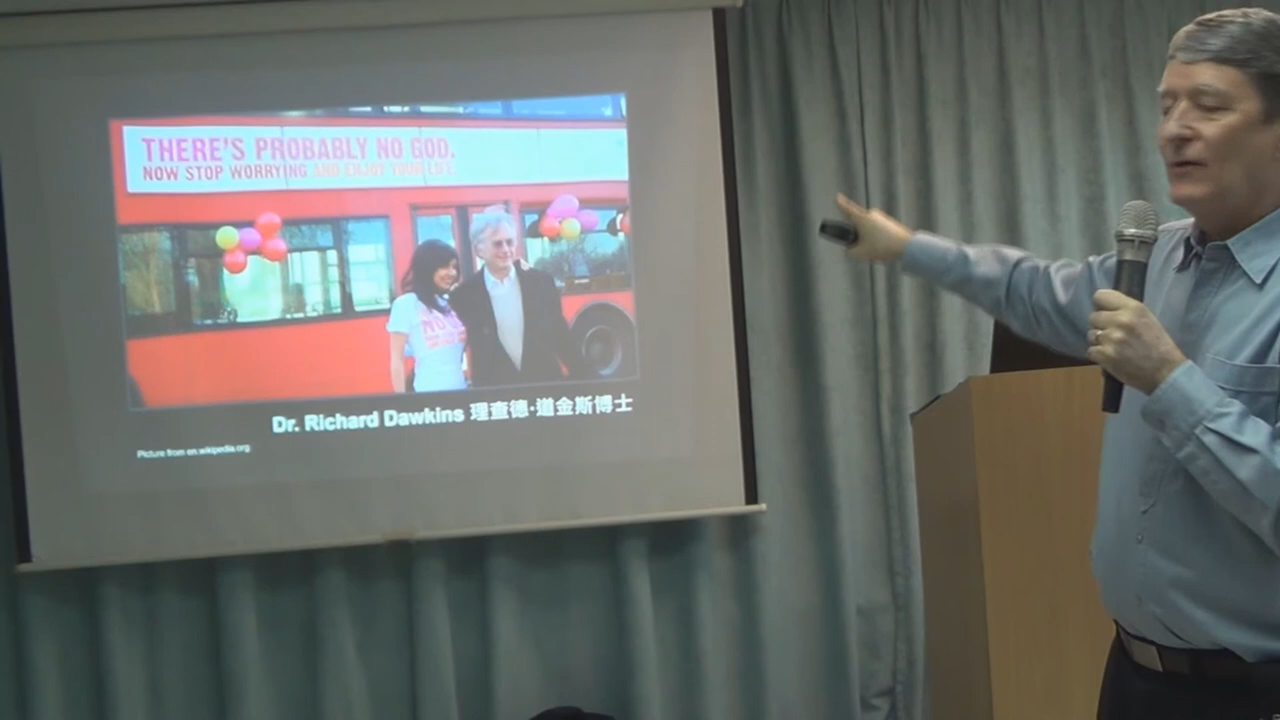 THERE'S PROBABLY NO GOD.
NOW STOP WORRYING AND ENJOY YOUR LIFE.
NO
Dr. Richard Dawkins 理查德·道金斯博士
Picture from en.wikipedia.org